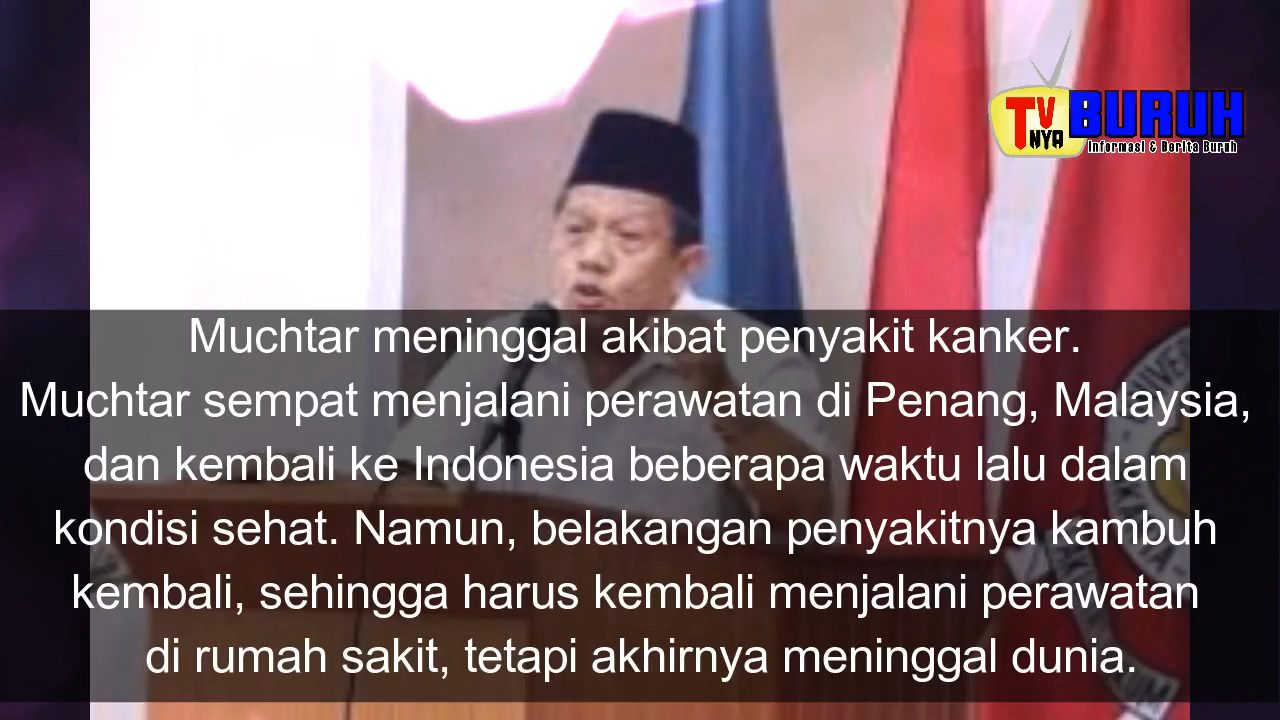 TV
NYA
BURUH
Informasi & Berita Buruh
Muchtar meninggal akibat penyakit kanker.
Muchtar sempat menjalani perawatan di Penang, Malaysia,
dan kembali ke Indonesia beberapa waktu lalu dalam
kondisi sehat. Namun, belakangan penyakitnya kambuh
kembali, sehingga harus kembali menjalani perawatan
di rumah sakit, tetapi akhirnya meninggal dunia.